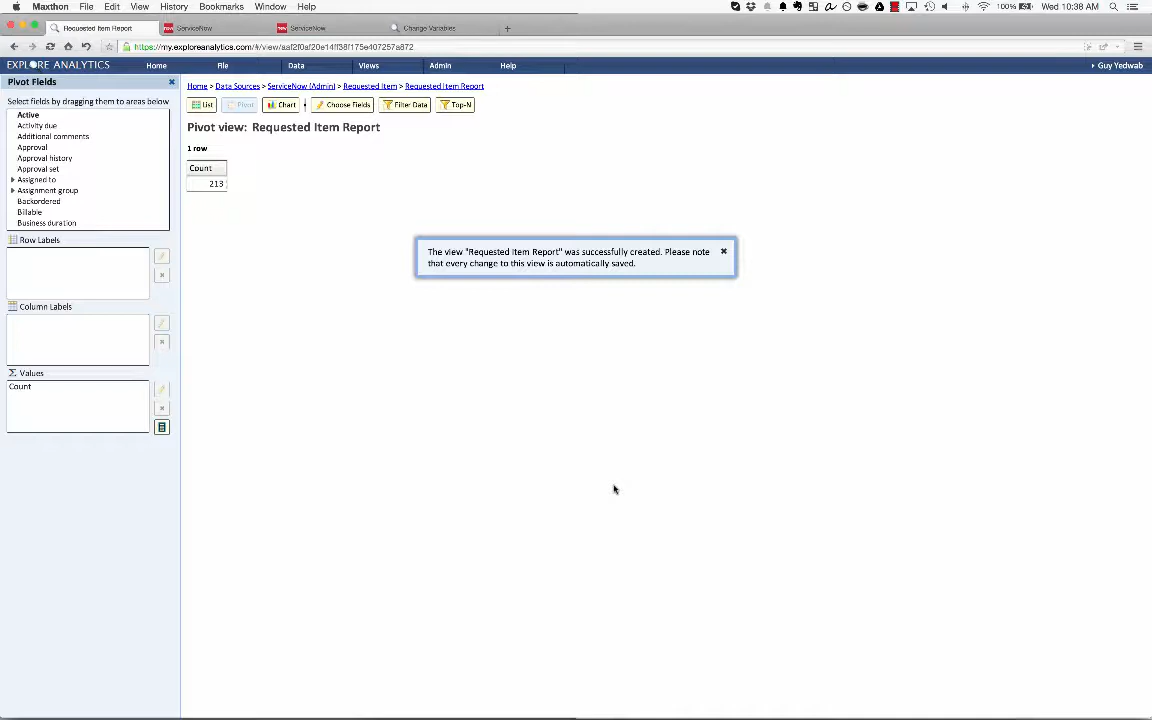 Maxthon File Edit View History Bookmarks Window Help 100% Wed 10:38 AM
Requested Item Report ServiceNow ServiceNow Change Variables
https://my.exploreanalytics.com/#/view/aaf2f0af20e14ff38f175e407257a872
EXPLORE ANALYTICS Home File Data Views Admin Help Guy Yedwab
Pivot Fields
Select fields by dragging them to areas below
Active
Activity due
Additional comments
Approval
Approval history
Approval set
Assigned to
Assignment group
Backordered
Billable
Business duration
Row Labels
Column Labels
Σ Values
Count
Home > Data Sources > ServiceNow (Admin) > Requested Item > Requested Item Report
List Pivot Chart Choose Fields Filter Data Top-N
Pivot view: Requested Item Report
1 row
Count
213
The view "Requested Item Report" was successfully created. Please note
that every change to this view is automatically saved.